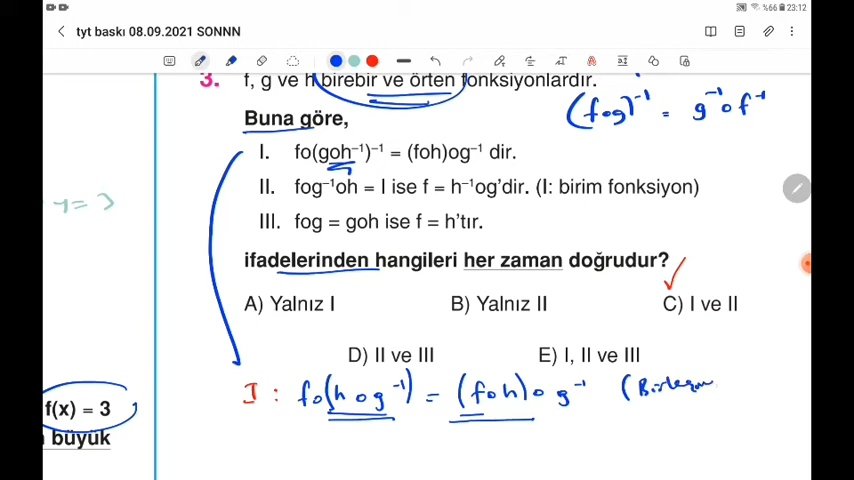 %66 23:12
tyt baskı 08.09.2021 SONNN
3. f, g ve h birebir ve örten fonksiyonlardır.
(fog)⁻¹ = g⁻¹of⁻¹
Buna göre,
I. fo(goh⁻¹)⁻¹ = (foh)og⁻¹ dir.
II. fog⁻¹oh = I ise f = h⁻¹og'dir. (I: birim fonksiyon)
y = 3
III. fog = goh ise f = h'tır.
ifadelerinden hangileri her zaman doğrudur?
A) Yalnız I B) Yalnız II C) I ve II
D) II ve III E) I, II ve III
I : fo(hog⁻¹) = (foh)og⁻¹ (Birleşm
f(x) = 3
büyük